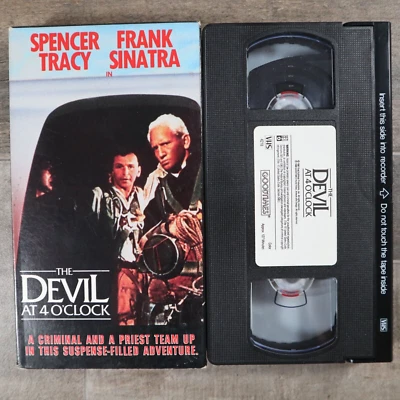 SPENCER FRANK
TRACY SINATRA
IN
THE
DEVIL
AT 4 O'CLOCK
A CRIMINAL AND A PRIEST TEAM UP
IN THIS SUSPENSE-FILLED ADVENTURE.
VHS
THE
DEVIL
AT 4 O'CLOCK
GOODTIMES
Insert this side into recorder
Do not touch the tape inside
VHS